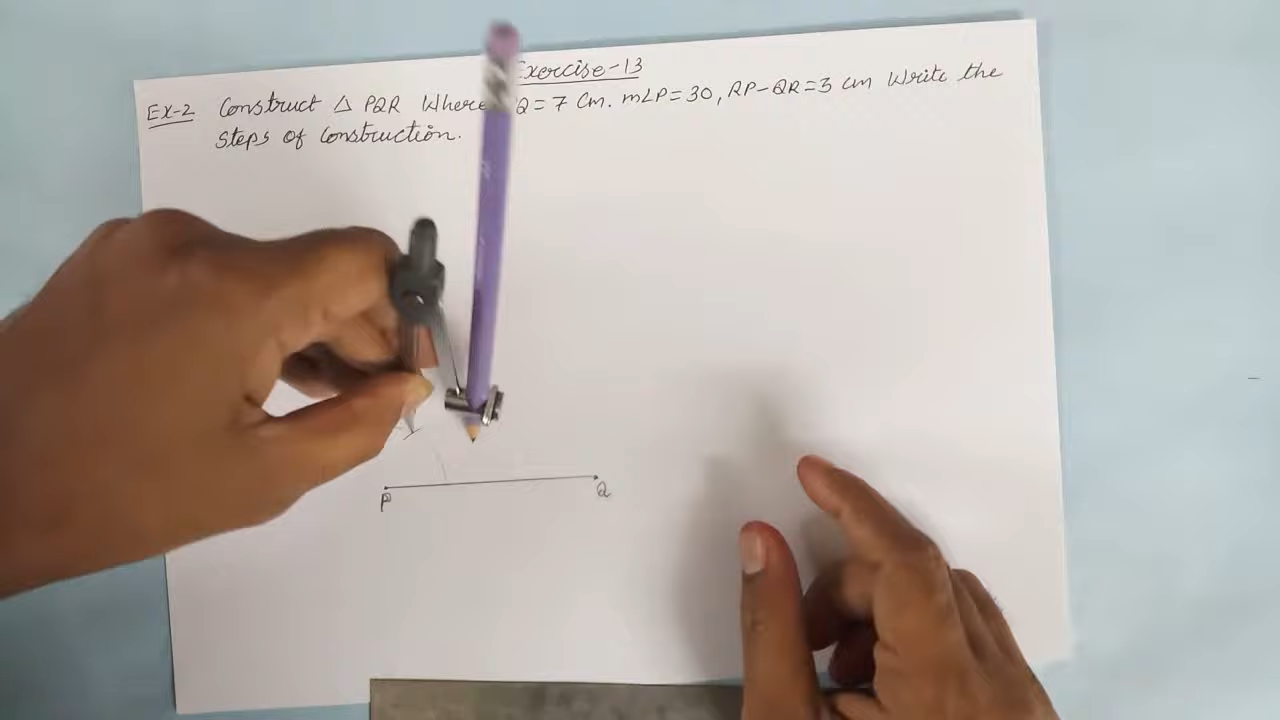 Exercise-13
Ex-2 Construct △ PQR Where Q = 7 Cm. m∠P = 30, RP-QR = 3 cm Write the
steps of construction.
P
Q